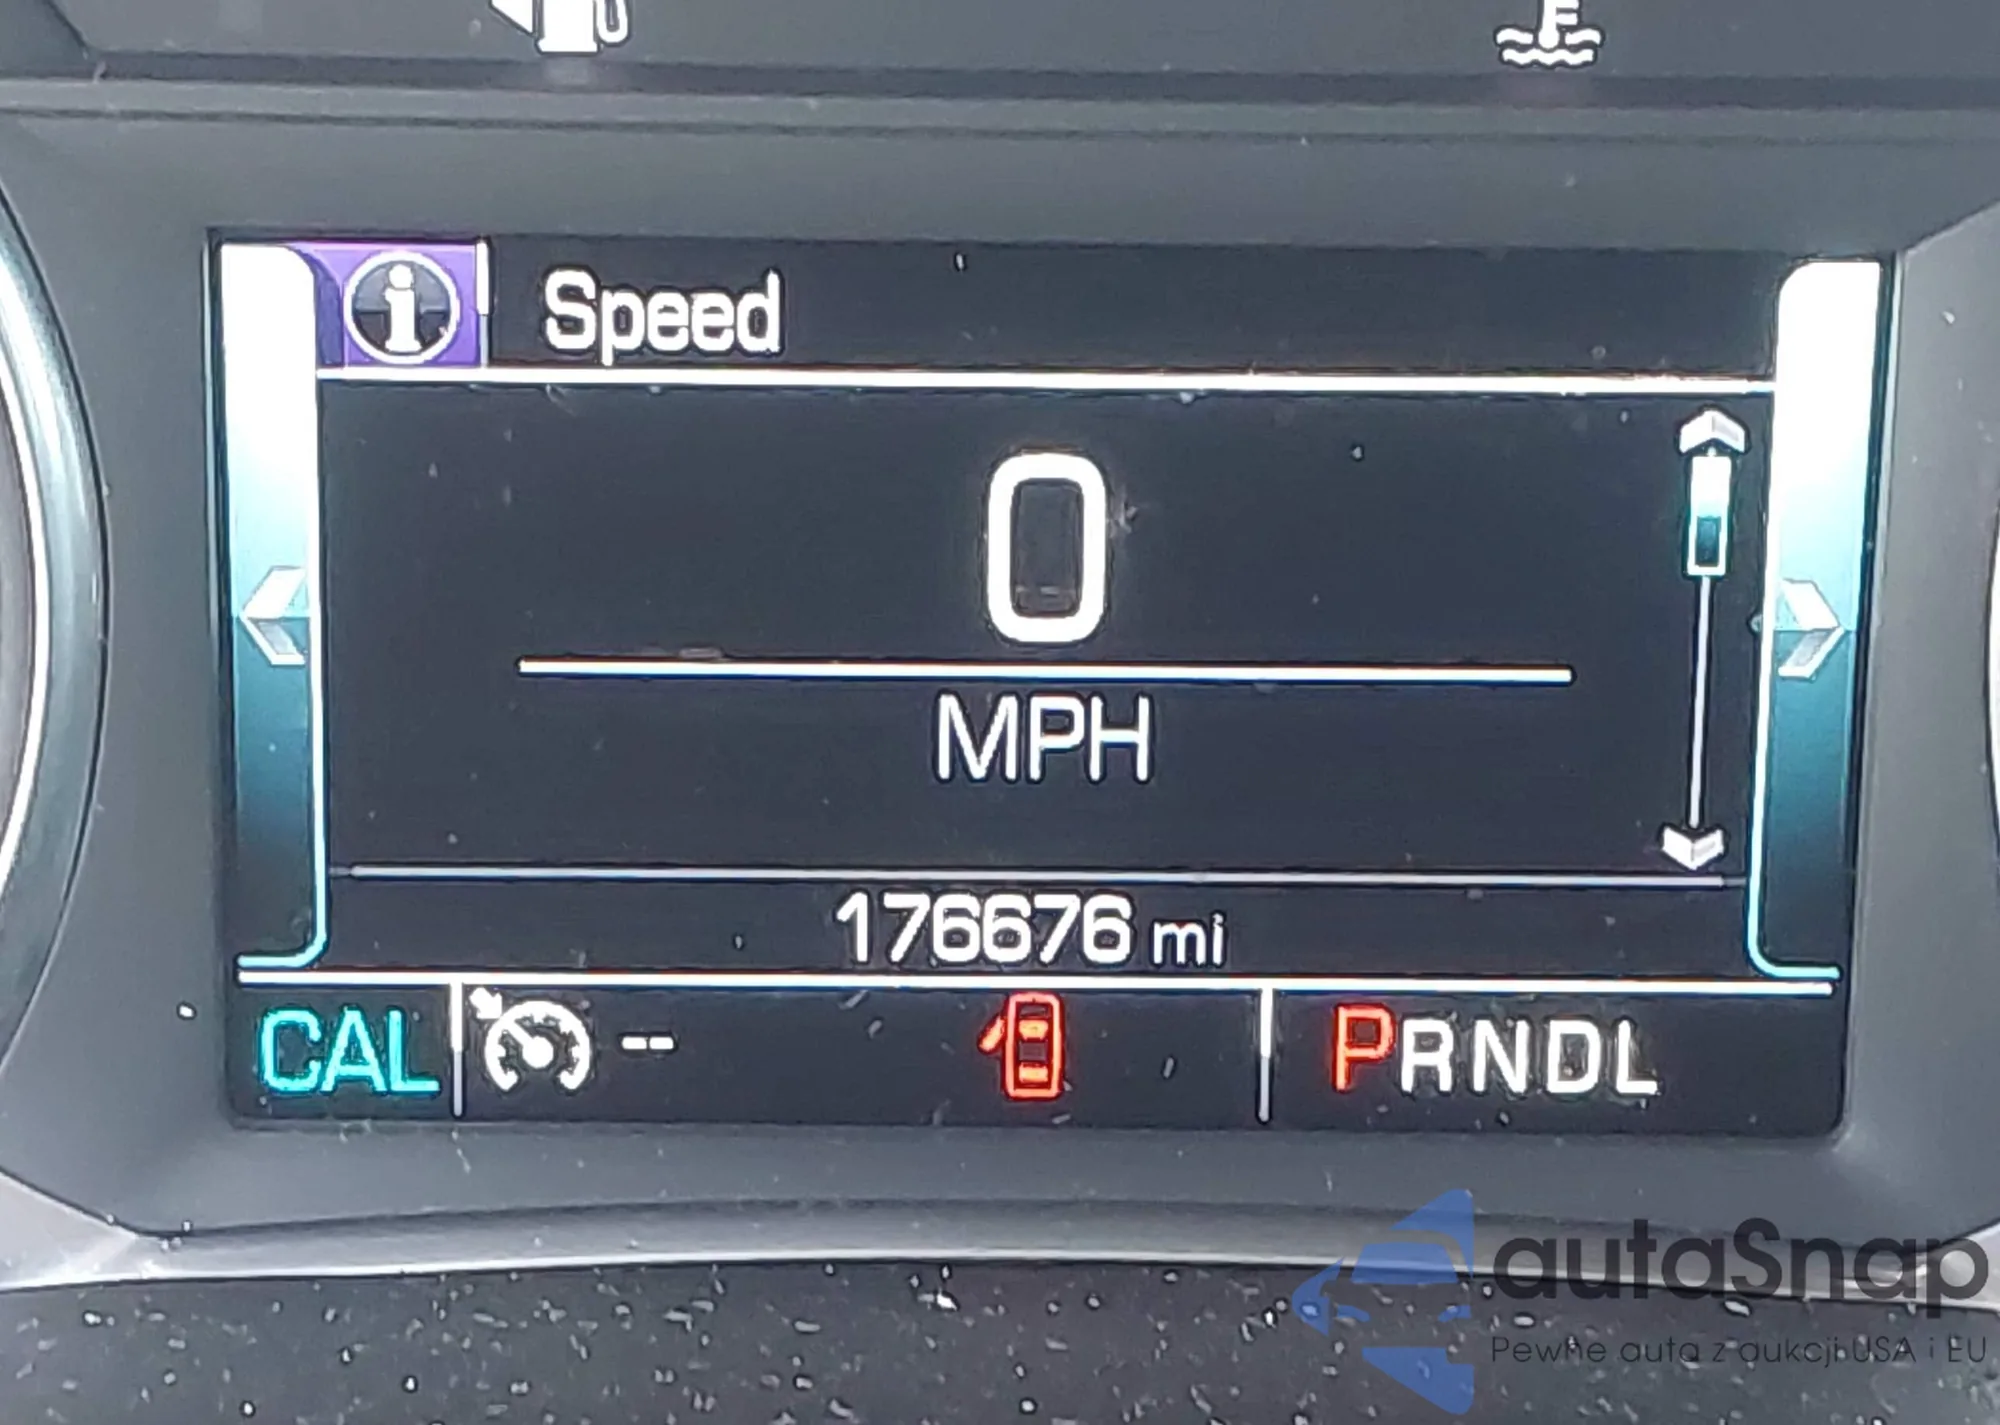 Speed
0
MPH
176676 mi
CAL -- PRNDL
autaSnap
Pewne auta z aukcji USA i EU